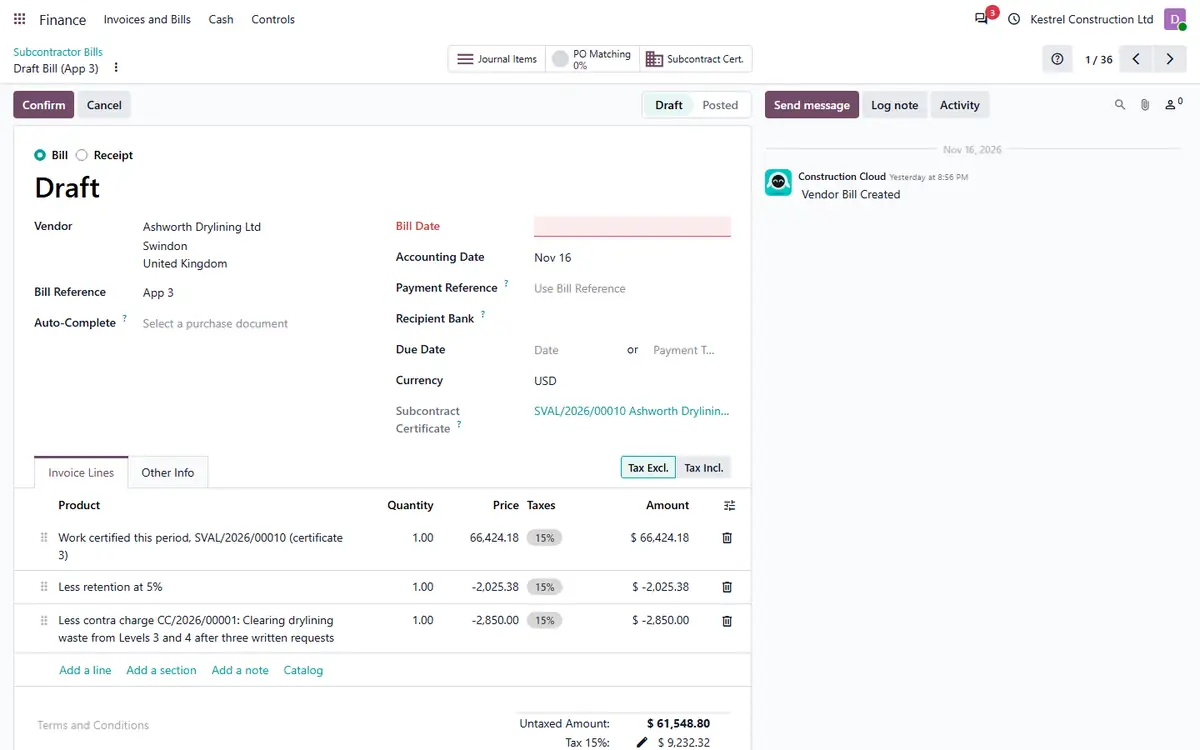 Finance Invoices and Bills Cash Controls 3 Kestrel Construction Ltd D
Subcontractor Bills
Draft Bill (App 3)
Journal Items
PO Matching
0%
Subcontract Cert.
1 / 36
Confirm Cancel Draft Posted
Send message Log note Activity 0
Nov 16, 2026
Construction Cloud Yesterday at 8:56 PM
Vendor Bill Created
Bill Receipt
Draft
Vendor Ashworth Drylining Ltd
Swindon
United Kingdom
Bill Reference App 3
Auto-Complete ? Select a purchase document
Bill Date
Accounting Date Nov 16
Payment Reference ? Use Bill Reference
Recipient Bank ?
Due Date Date or Payment T...
Currency USD
Subcontract
Certificate ? SVAL/2026/00010 Ashworth Drylinin...
Invoice Lines Other Info Tax Excl. Tax Incl.
Product Quantity Price Taxes Amount
Work certified this period, SVAL/2026/00010 (certificate 1.00 66,424.18 15% $ 66,424.18
3)
Less retention at 5% 1.00 -2,025.38 15% $ -2,025.38
Less contra charge CC/2026/00001: Clearing drylining 1.00 -2,850.00 15% $ -2,850.00
waste from Levels 3 and 4 after three written requests
Add a line Add a section Add a note Catalog
Terms and Conditions
Untaxed Amount: $ 61,548.80
Tax 15%: $ 9,232.32